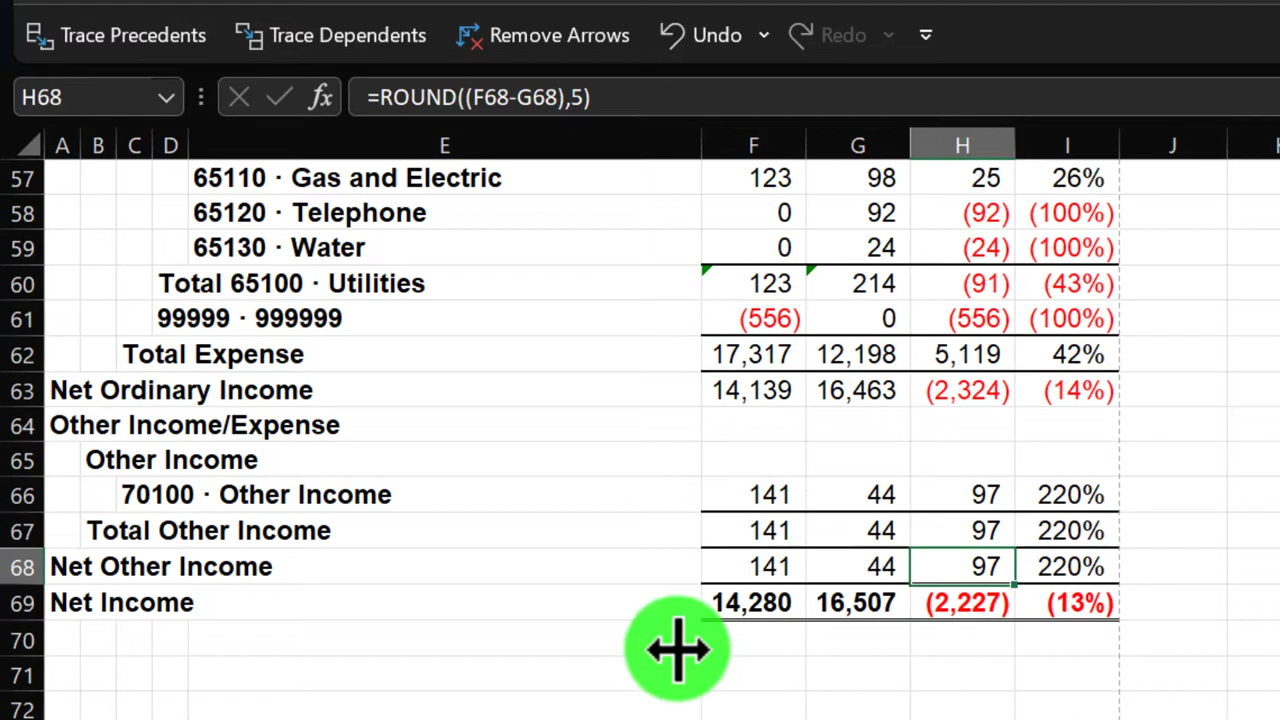 Trace Precedents Trace Dependents Remove Arrows Undo Redo
H68 fx =ROUND((F68-G68),5)
A B C D E F G H I J
57 65110 · Gas and Electric 123 98 25 26%
58 65120 · Telephone 0 92 (92) (100%)
59 65130 · Water 0 24 (24) (100%)
60 Total 65100 · Utilities 123 214 (91) (43%)
61 99999 · 999999 (556) 0 (556) (100%)
62 Total Expense 17,317 12,198 5,119 42%
63 Net Ordinary Income 14,139 16,463 (2,324) (14%)
64 Other Income/Expense
65 Other Income
66 70100 · Other Income 141 44 97 220%
67 Total Other Income 141 44 97 220%
68 Net Other Income 141 44 97 220%
69 Net Income 14,280 16,507 (2,227) (13%)
70
71
72